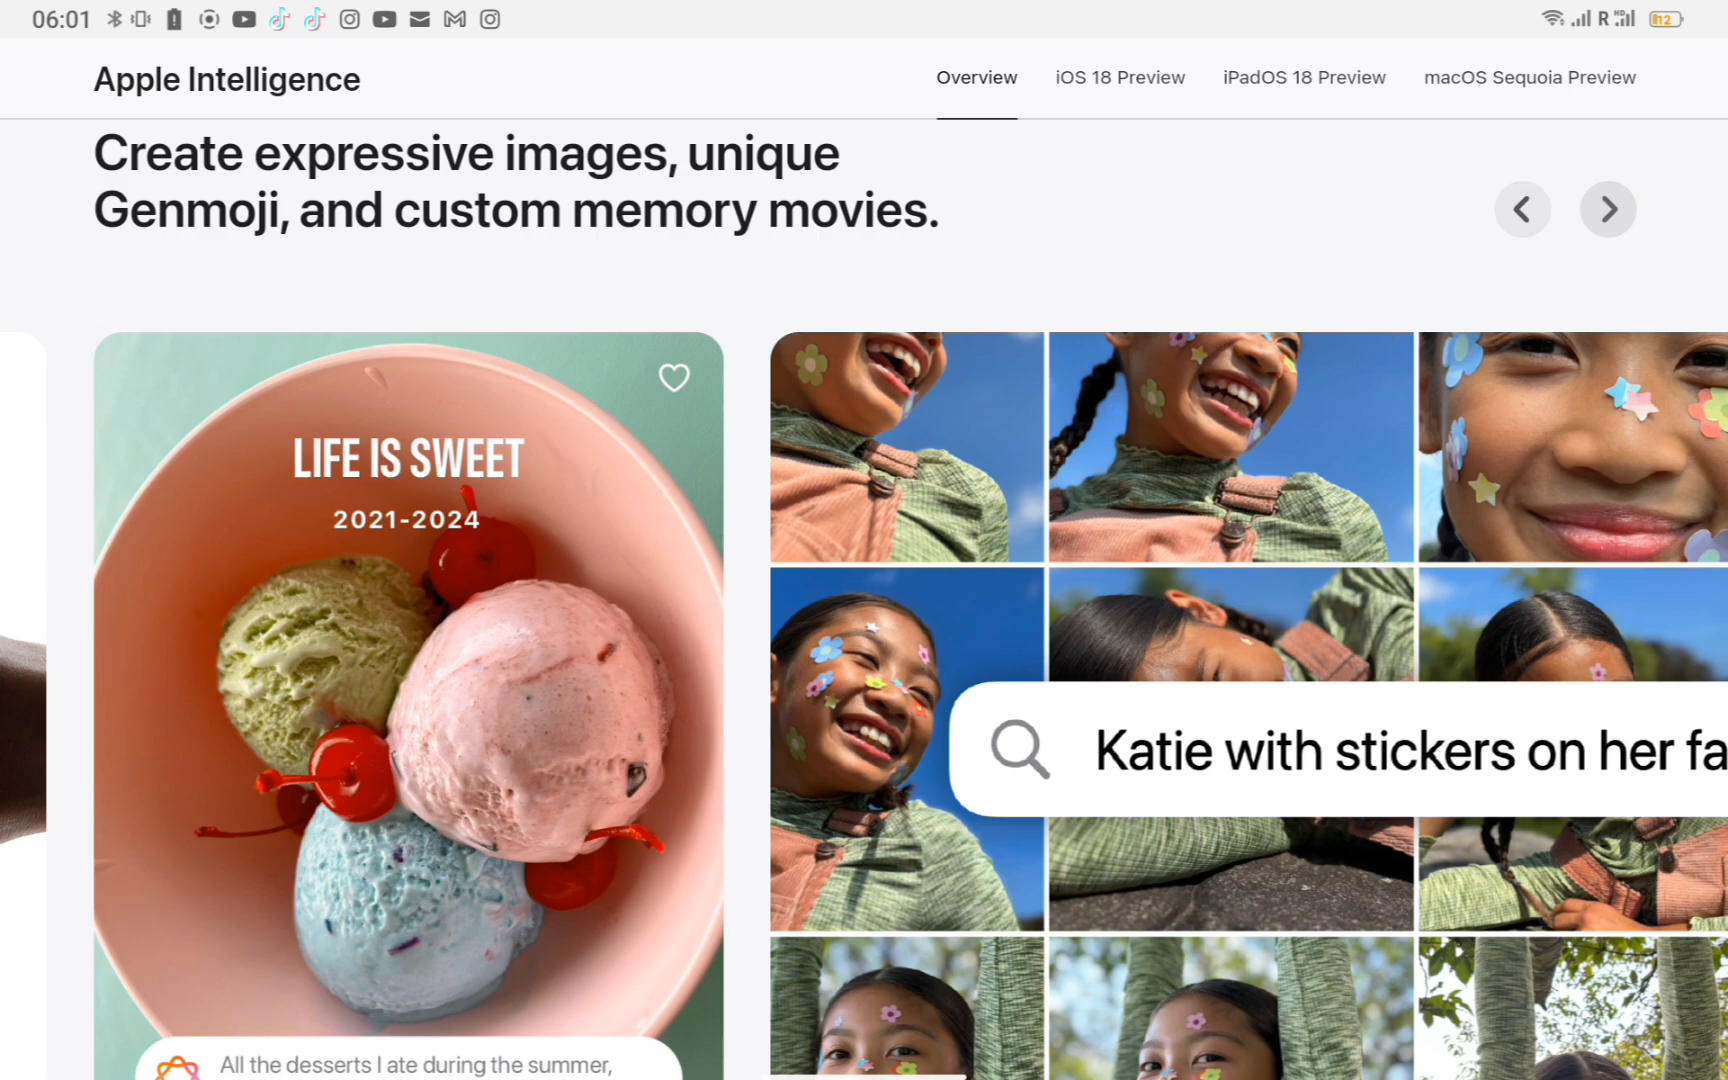 06:01
R HD 12
Apple Intelligence
Overview iOS 18 Preview iPadOS 18 Preview macOS Sequoia Preview
Create expressive images, unique
Genmoji, and custom memory movies.
LIFE IS SWEET
2021-2024
Katie with stickers on her fa
All the desserts I ate during the summer,